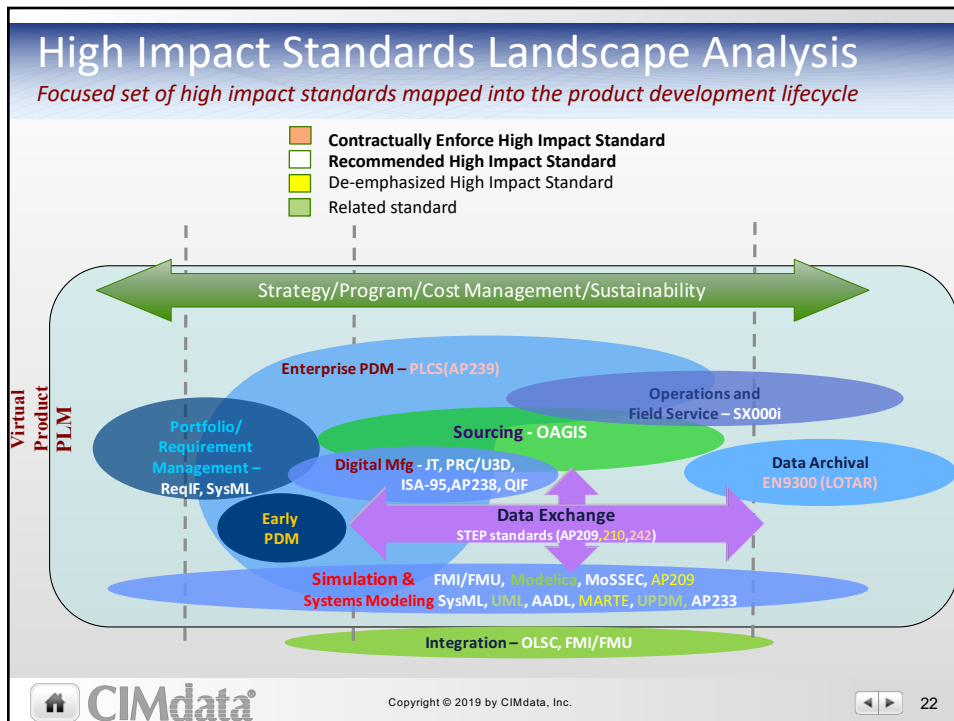 High Impact Standards Landscape Analysis
Focused set of high impact standards mapped into the product development lifecycle
Contractually Enforce High Impact Standard
Recommended High Impact Standard
De-emphasized High Impact Standard
Related standard
Strategy/Program/Cost Management/Sustainability
Virtual
Product
PLM
Enterprise PDM – PLCS(AP239)
Operations and
Field Service – SX000i
Portfolio/
Requirement
Management –
ReqIF, SysML
Sourcing - OAGIS
Digital Mfg - JT, PRC/U3D,
ISA-95,AP238, QIF
Data Archival
EN9300 (LOTAR)
Early
PDM
Data Exchange
STEP standards (AP209,210,242)
Simulation & FMI/FMU, Modelica, MoSSEC, AP209
Systems Modeling SysML, UML, AADL, MARTE, UPDM, AP233
Integration – OLSC, FMI/FMU
CIMdata®
Copyright © 2019 by CIMdata, Inc.
22